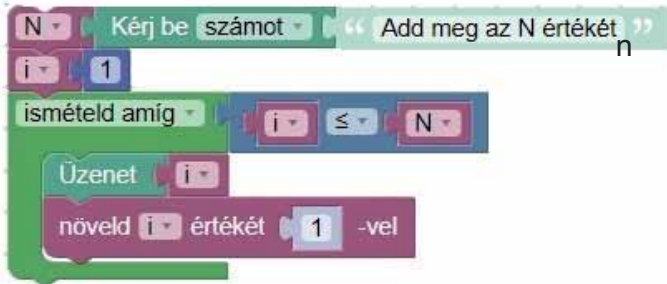 N Kérj be számot “ Add meg az N értékét ”
n
i 1
ismételd amíg i ≤ N
Üzenet i
növeld i értékét 1 -vel